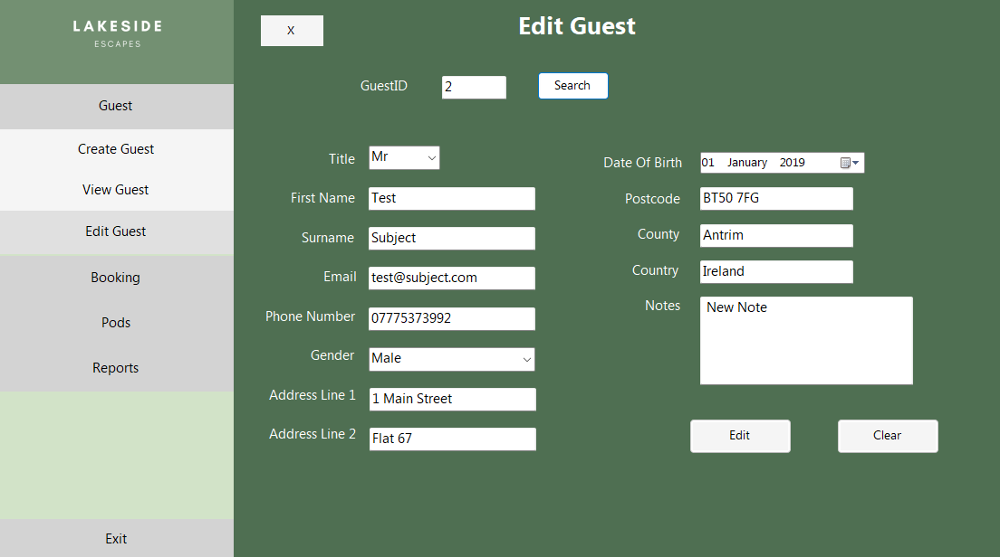 LAKESIDE
ESCAPES
Guest
Create Guest
View Guest
Edit Guest
Booking
Pods
Reports
Exit
X
Edit Guest
GuestID 2 Search
Title Mr
First Name Test
Surname Subject
Email test@subject.com
Phone Number 07775373992
Gender Male
Address Line 1 1 Main Street
Address Line 2 Flat 67
Date Of Birth 01 January 2019
Postcode BT50 7FG
County Antrim
Country Ireland
Notes New Note
Edit Clear